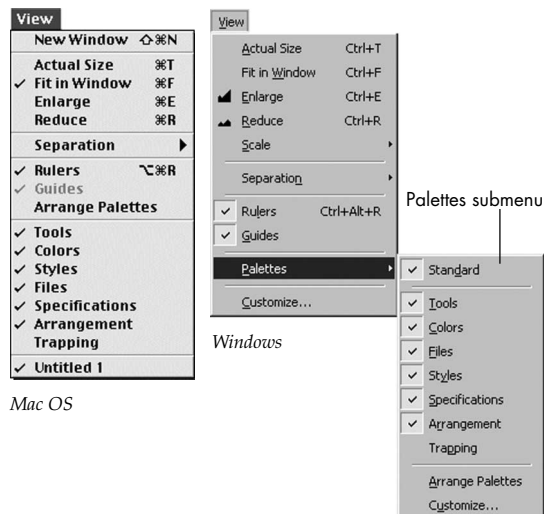 View
New Window ⇧⌘N
Actual Size ⌘T
✓ Fit in Window ⌘F
Enlarge ⌘E
Reduce ⌘R
Separation ▶
✓ Rulers ⌥⌘R
✓ Guides
Arrange Palettes
✓ Tools
✓ Colors
✓ Styles
✓ Files
✓ Specifications
✓ Arrangement
Trapping
✓ Untitled 1
Mac OS
View
Actual Size Ctrl+T
Fit in Window Ctrl+F
Enlarge Ctrl+E
Reduce Ctrl+R
Scale
Separation
✓ Rulers Ctrl+Alt+R
✓ Guides
Palettes
Customize...
Windows
Palettes submenu
✓ Standard
✓ Tools
✓ Colors
✓ Files
✓ Styles
✓ Specifications
✓ Arrangement
Trapping
Arrange Palettes
Customize...